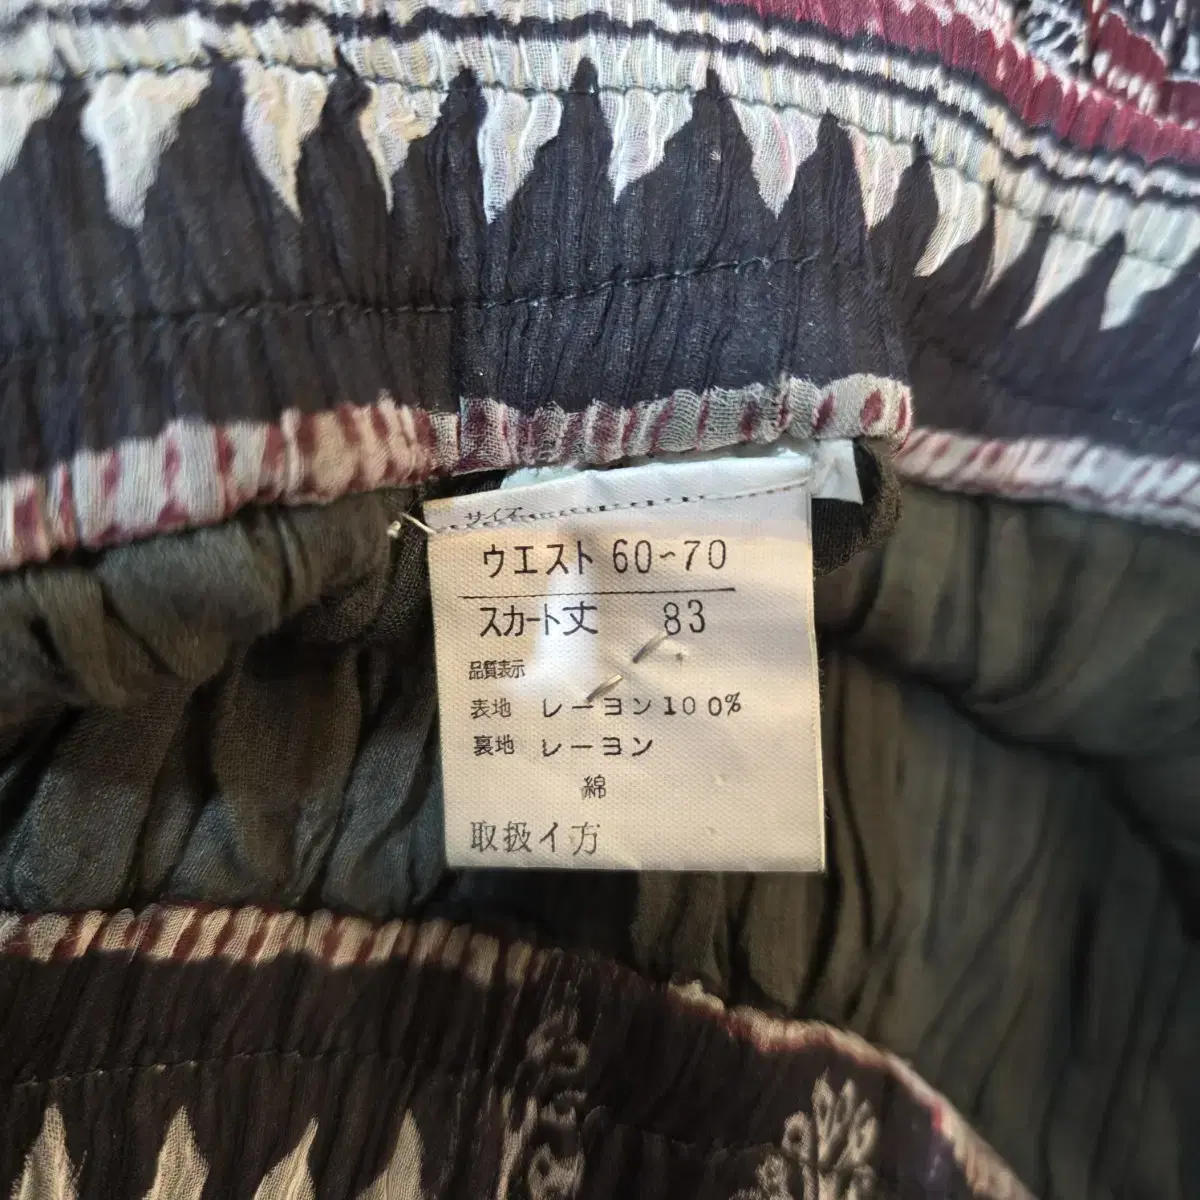 サイズ
ウエスト 60~70
スカート丈 83
品質表示
表地 レーヨン100%
裏地 レーヨン
綿
取扱イ方